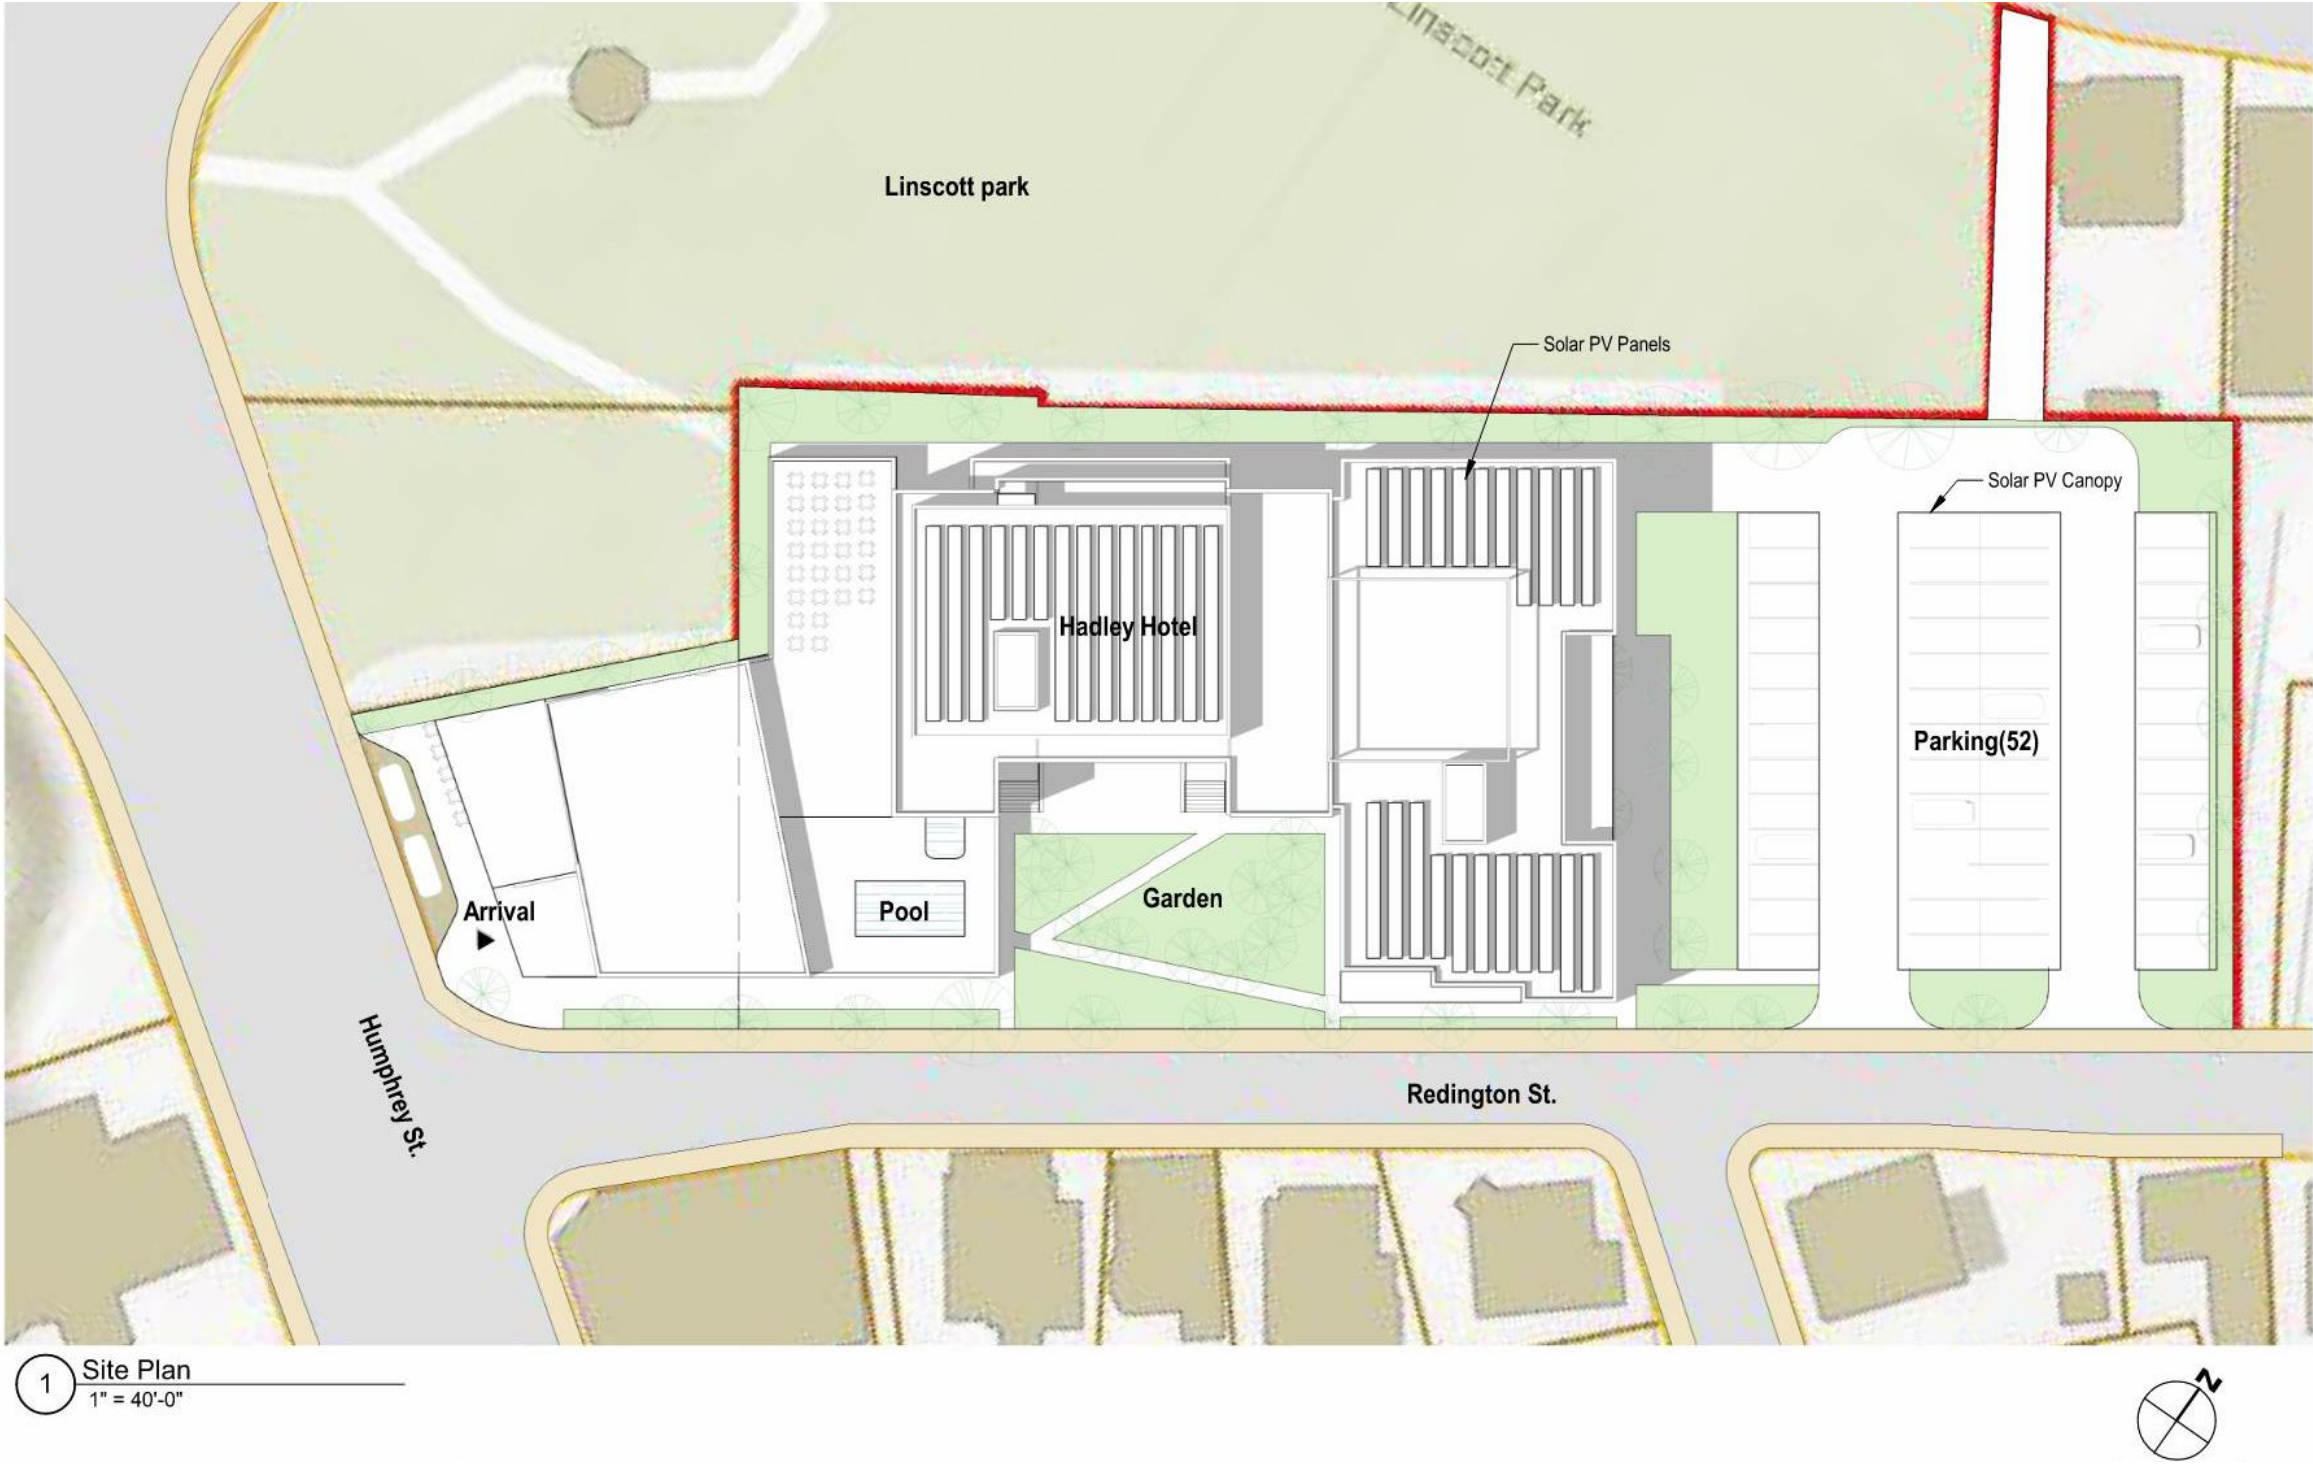 Linscott Park
Linscott park
Solar PV Panels
Solar PV Canopy
Hadley Hotel
Parking(52)
Garden
Pool
Arrival
Humphrey St.
Redington St.
1
Site Plan
1" = 40'-0"
N